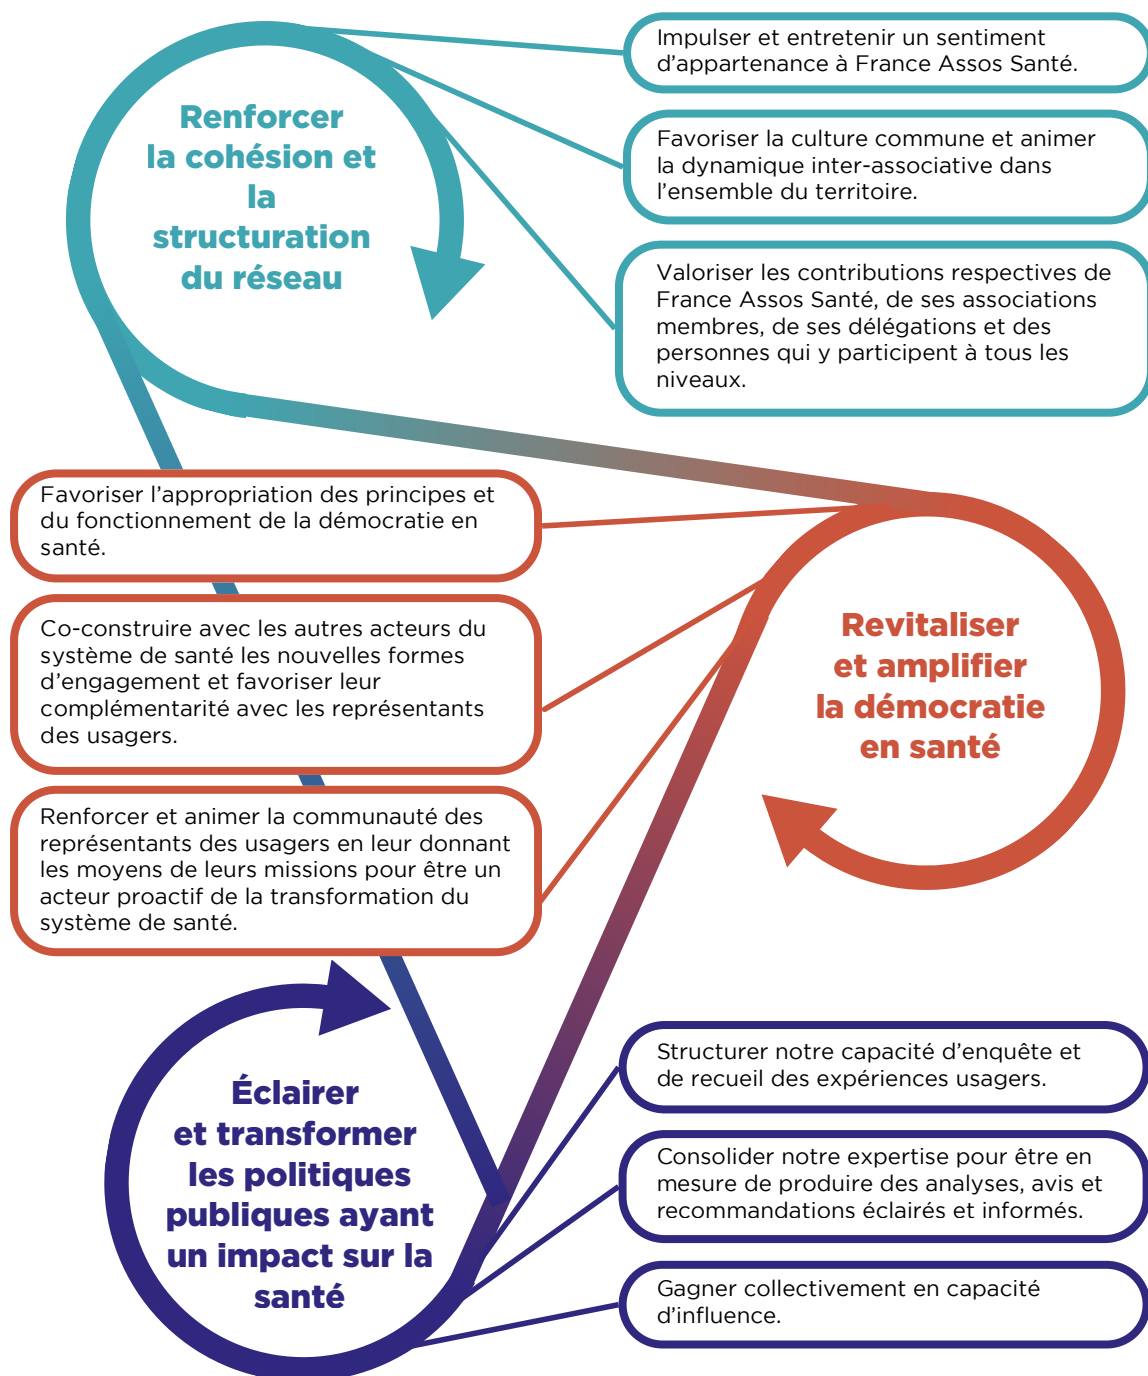 Renforcer
la cohésion et
la
structuration
du réseau
Impulser et entretenir un sentiment
d’appartenance à France Assos Santé.
Favoriser la culture commune et animer
la dynamique inter-associative dans
l’ensemble du territoire.
Valoriser les contributions respectives de
France Assos Santé, de ses associations
membres, de ses délégations et des
personnes qui y participent à tous les
niveaux.
Revitaliser
et amplifier
la démocratie
en santé
Favoriser l’appropriation des principes et
du fonctionnement de la démocratie en
santé.
Co-construire avec les autres acteurs du
système de santé les nouvelles formes
d’engagement et favoriser leur
complémentarité avec les représentants
des usagers.
Renforcer et animer la communauté des
représentants des usagers en leur donnant
les moyens de leurs missions pour être un
acteur proactif de la transformation du
système de santé.
Éclairer
et transformer
les politiques
publiques ayant
un impact sur la
santé
Structurer notre capacité d’enquête et
de recueil des expériences usagers.
Consolider notre expertise pour être en
mesure de produire des analyses, avis et
recommandations éclairés et informés.
Gagner collectivement en capacité
d’influence.